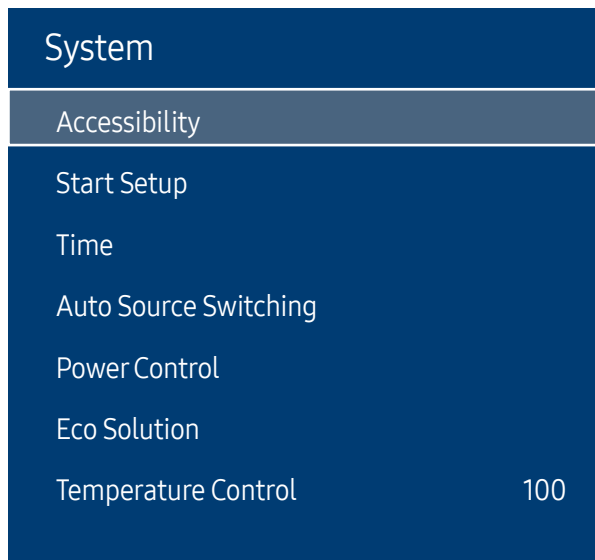 System
Accessibility
Start Setup
Time
Auto Source Switching
Power Control
Eco Solution
Temperature Control 100